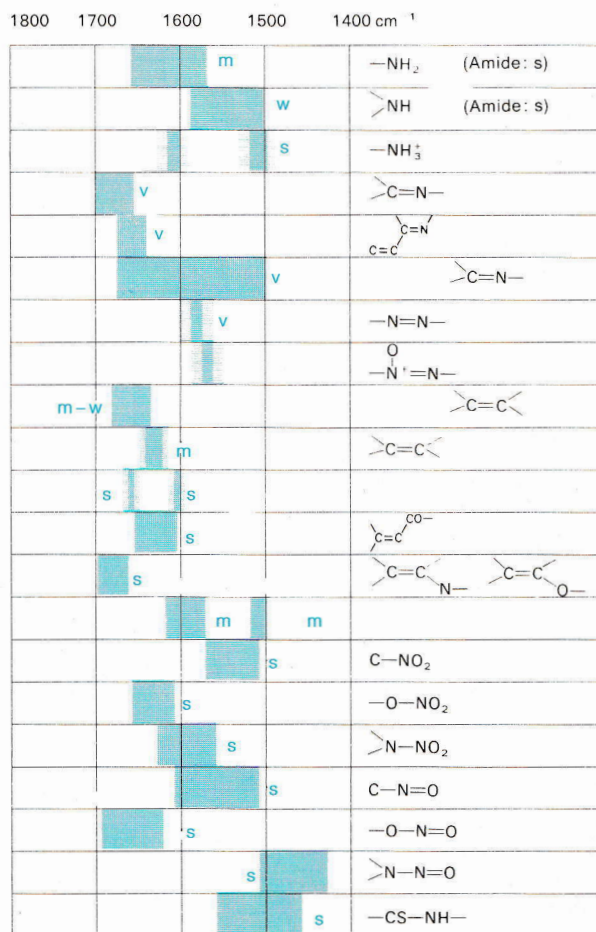 1800 1700 1600 1500 1400 cm⁻¹
m —NH₂ (Amide: s)
w >NH (Amide: s)
s —NH₃⁺
v >C=N—
v C=C C=N
v >C=N—
v —N=N—
O
—N⁺=N—
m–w >C=C<
m >C=C<
s s
s >C=C CO—
s >C=C N— >C=C O—
m m
s C—NO₂
s —O—NO₂
s >N—NO₂
s C—N=O
s —O—N=O
s >N—N=O
s —CS—NH—